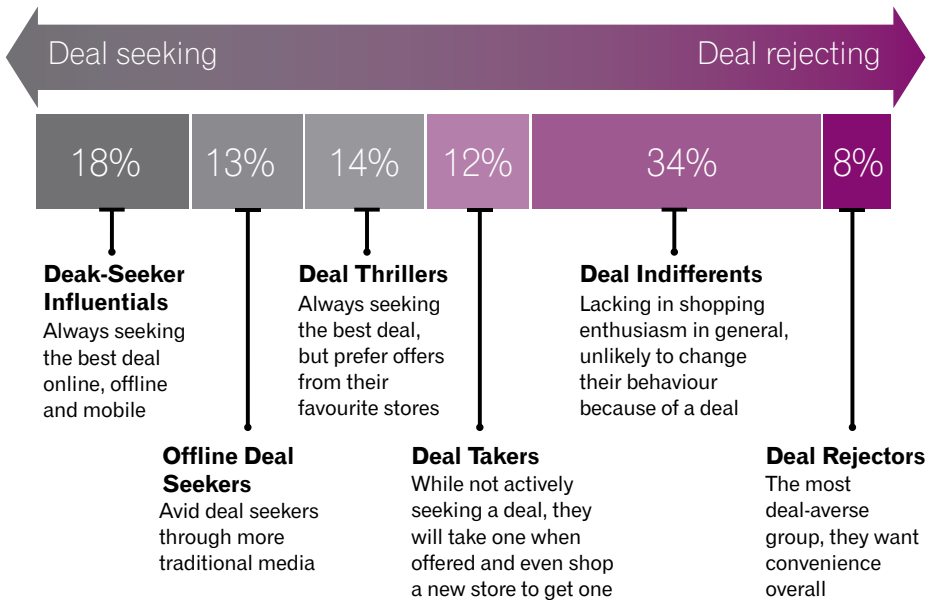 Deal seeking
Deal rejecting
18%
13%
14%
12%
34%
8%
Deak-Seeker
Influentials
Always seeking
the best deal
online, offline
and mobile
Offline Deal
Seekers
Avid deal seekers
through more
traditional media
Deal Thrillers
Always seeking
the best deal,
but prefer offers
from their
favourite stores
Deal Takers
While not actively
seeking a deal, they
will take one when
offered and even shop
a new store to get one
Deal Indifferents
Lacking in shopping
enthusiasm in general,
unlikely to change
their behaviour
because of a deal
Deal Rejectors
The most
deal-averse
group, they want
convenience
overall